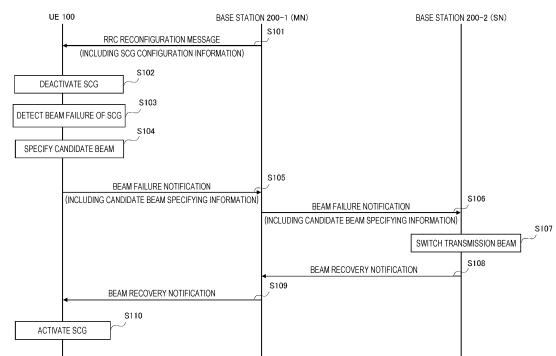 UE 100
BASE STATION 200-1 (MN)
BASE STATION 200-2 (SN)
S101
RRC RECONFIGURATION MESSAGE
(INCLUDING SCG CONFIGURATION INFORMATION)
S102
DEACTIVATE SCG
S103
DETECT BEAM FAILURE OF SCG
S104
SPECIFY CANDIDATE BEAM
S105
BEAM FAILURE NOTIFICATION
(INCLUDING CANDIDATE BEAM SPECIFYING INFORMATION)
S106
BEAM FAILURE NOTIFICATION
(INCLUDING CANDIDATE BEAM SPECIFYING INFORMATION)
S107
SWITCH TRANSMISSION BEAM
S108
BEAM RECOVERY NOTIFICATION
S109
BEAM RECOVERY NOTIFICATION
S110
ACTIVATE SCG